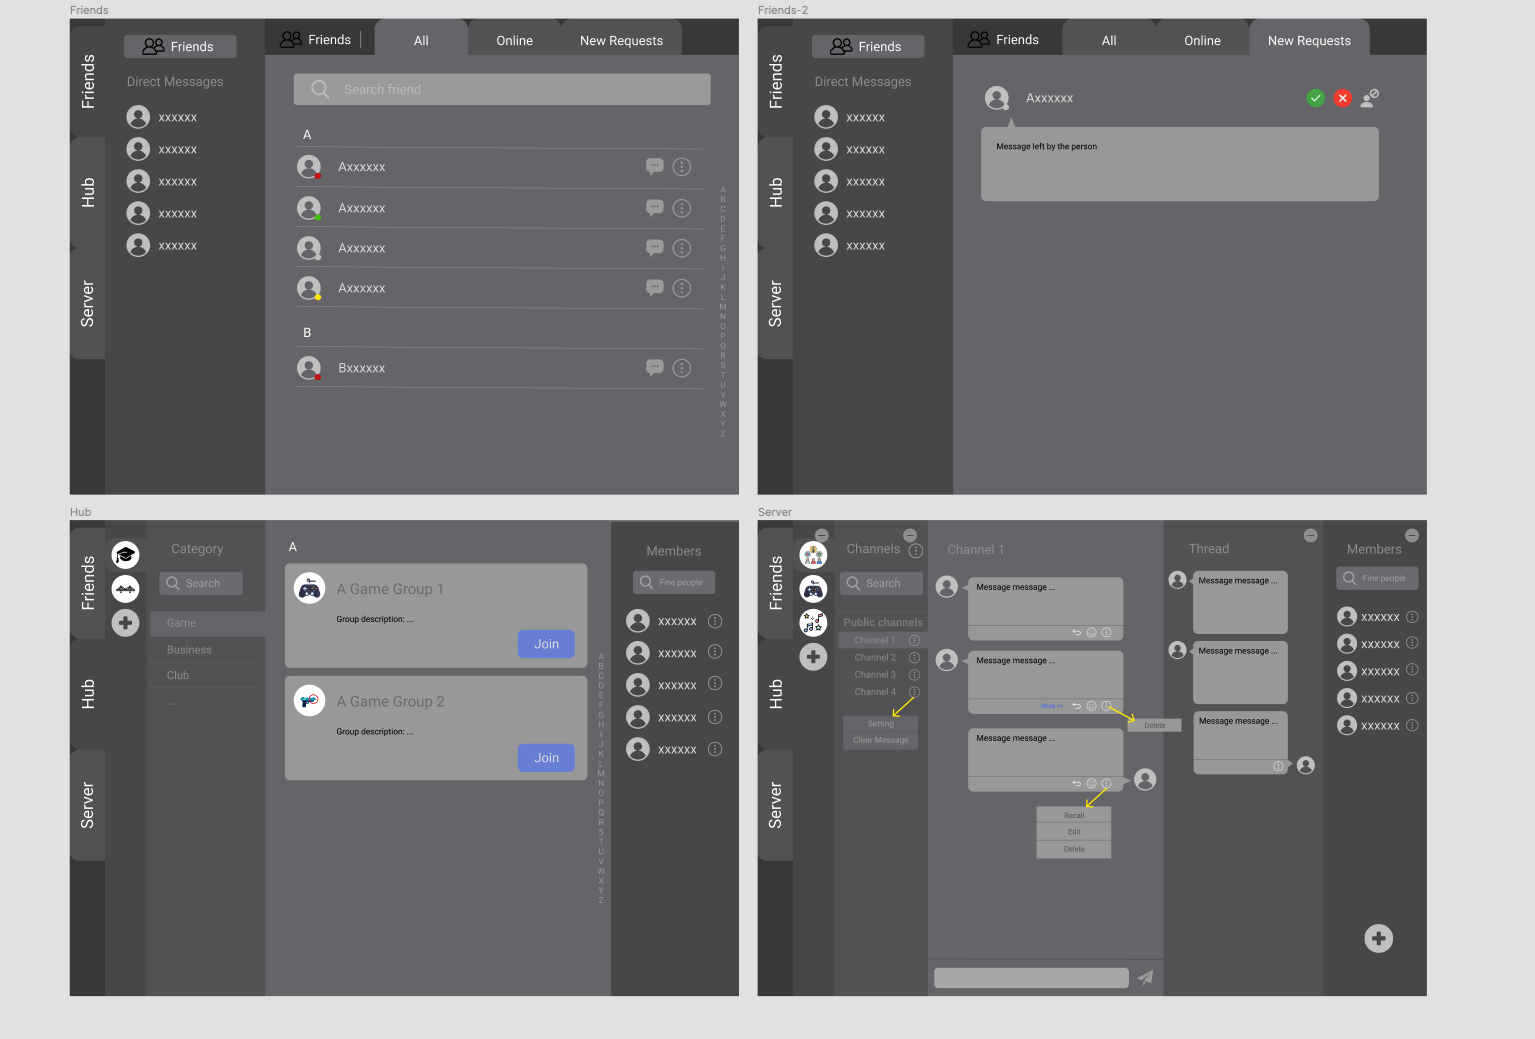 Friends
Friends
Hub
Server
Friends
Direct Messages
xxxxxx
xxxxxx
xxxxxx
xxxxxx
xxxxxx
Friends
All
Online
New Requests
Search friend
A
Axxxxxx
Axxxxxx
Axxxxxx
Axxxxxx
B
Bxxxxxx
A
B
C
D
E
F
G
H
I
J
K
L
M
N
O
P
Q
R
S
T
U
V
W
X
Y
Z
Friends-2
Friends
Hub
Server
Friends
Direct Messages
xxxxxx
xxxxxx
xxxxxx
xxxxxx
xxxxxx
Friends
All
Online
New Requests
Axxxxxx
Message left by the person
Hub
Friends
Hub
Server
Category
Search
Game
Business
Club
...
A
A Game Group 1
Group description: ...
Join
A Game Group 2
Group description: ...
Join
A
B
C
D
E
F
G
H
I
J
K
L
M
N
O
P
Q
R
S
T
U
V
W
X
Y
Z
Members
Fine people
xxxxxx
xxxxxx
xxxxxx
xxxxxx
xxxxxx
Server
Friends
Hub
Server
Channels
Search
Public channels
Channel 1
Channel 2
Channel 3
Channel 4
Setting
Clear Message
Channel 1
Message message ...
Message message ...
More >>
Delete
Message message ...
Recall
Edit
Delete
Thread
Message message ...
Message message ...
Message message ...
Members
Fine people
xxxxxx
xxxxxx
xxxxxx
xxxxxx
xxxxxx